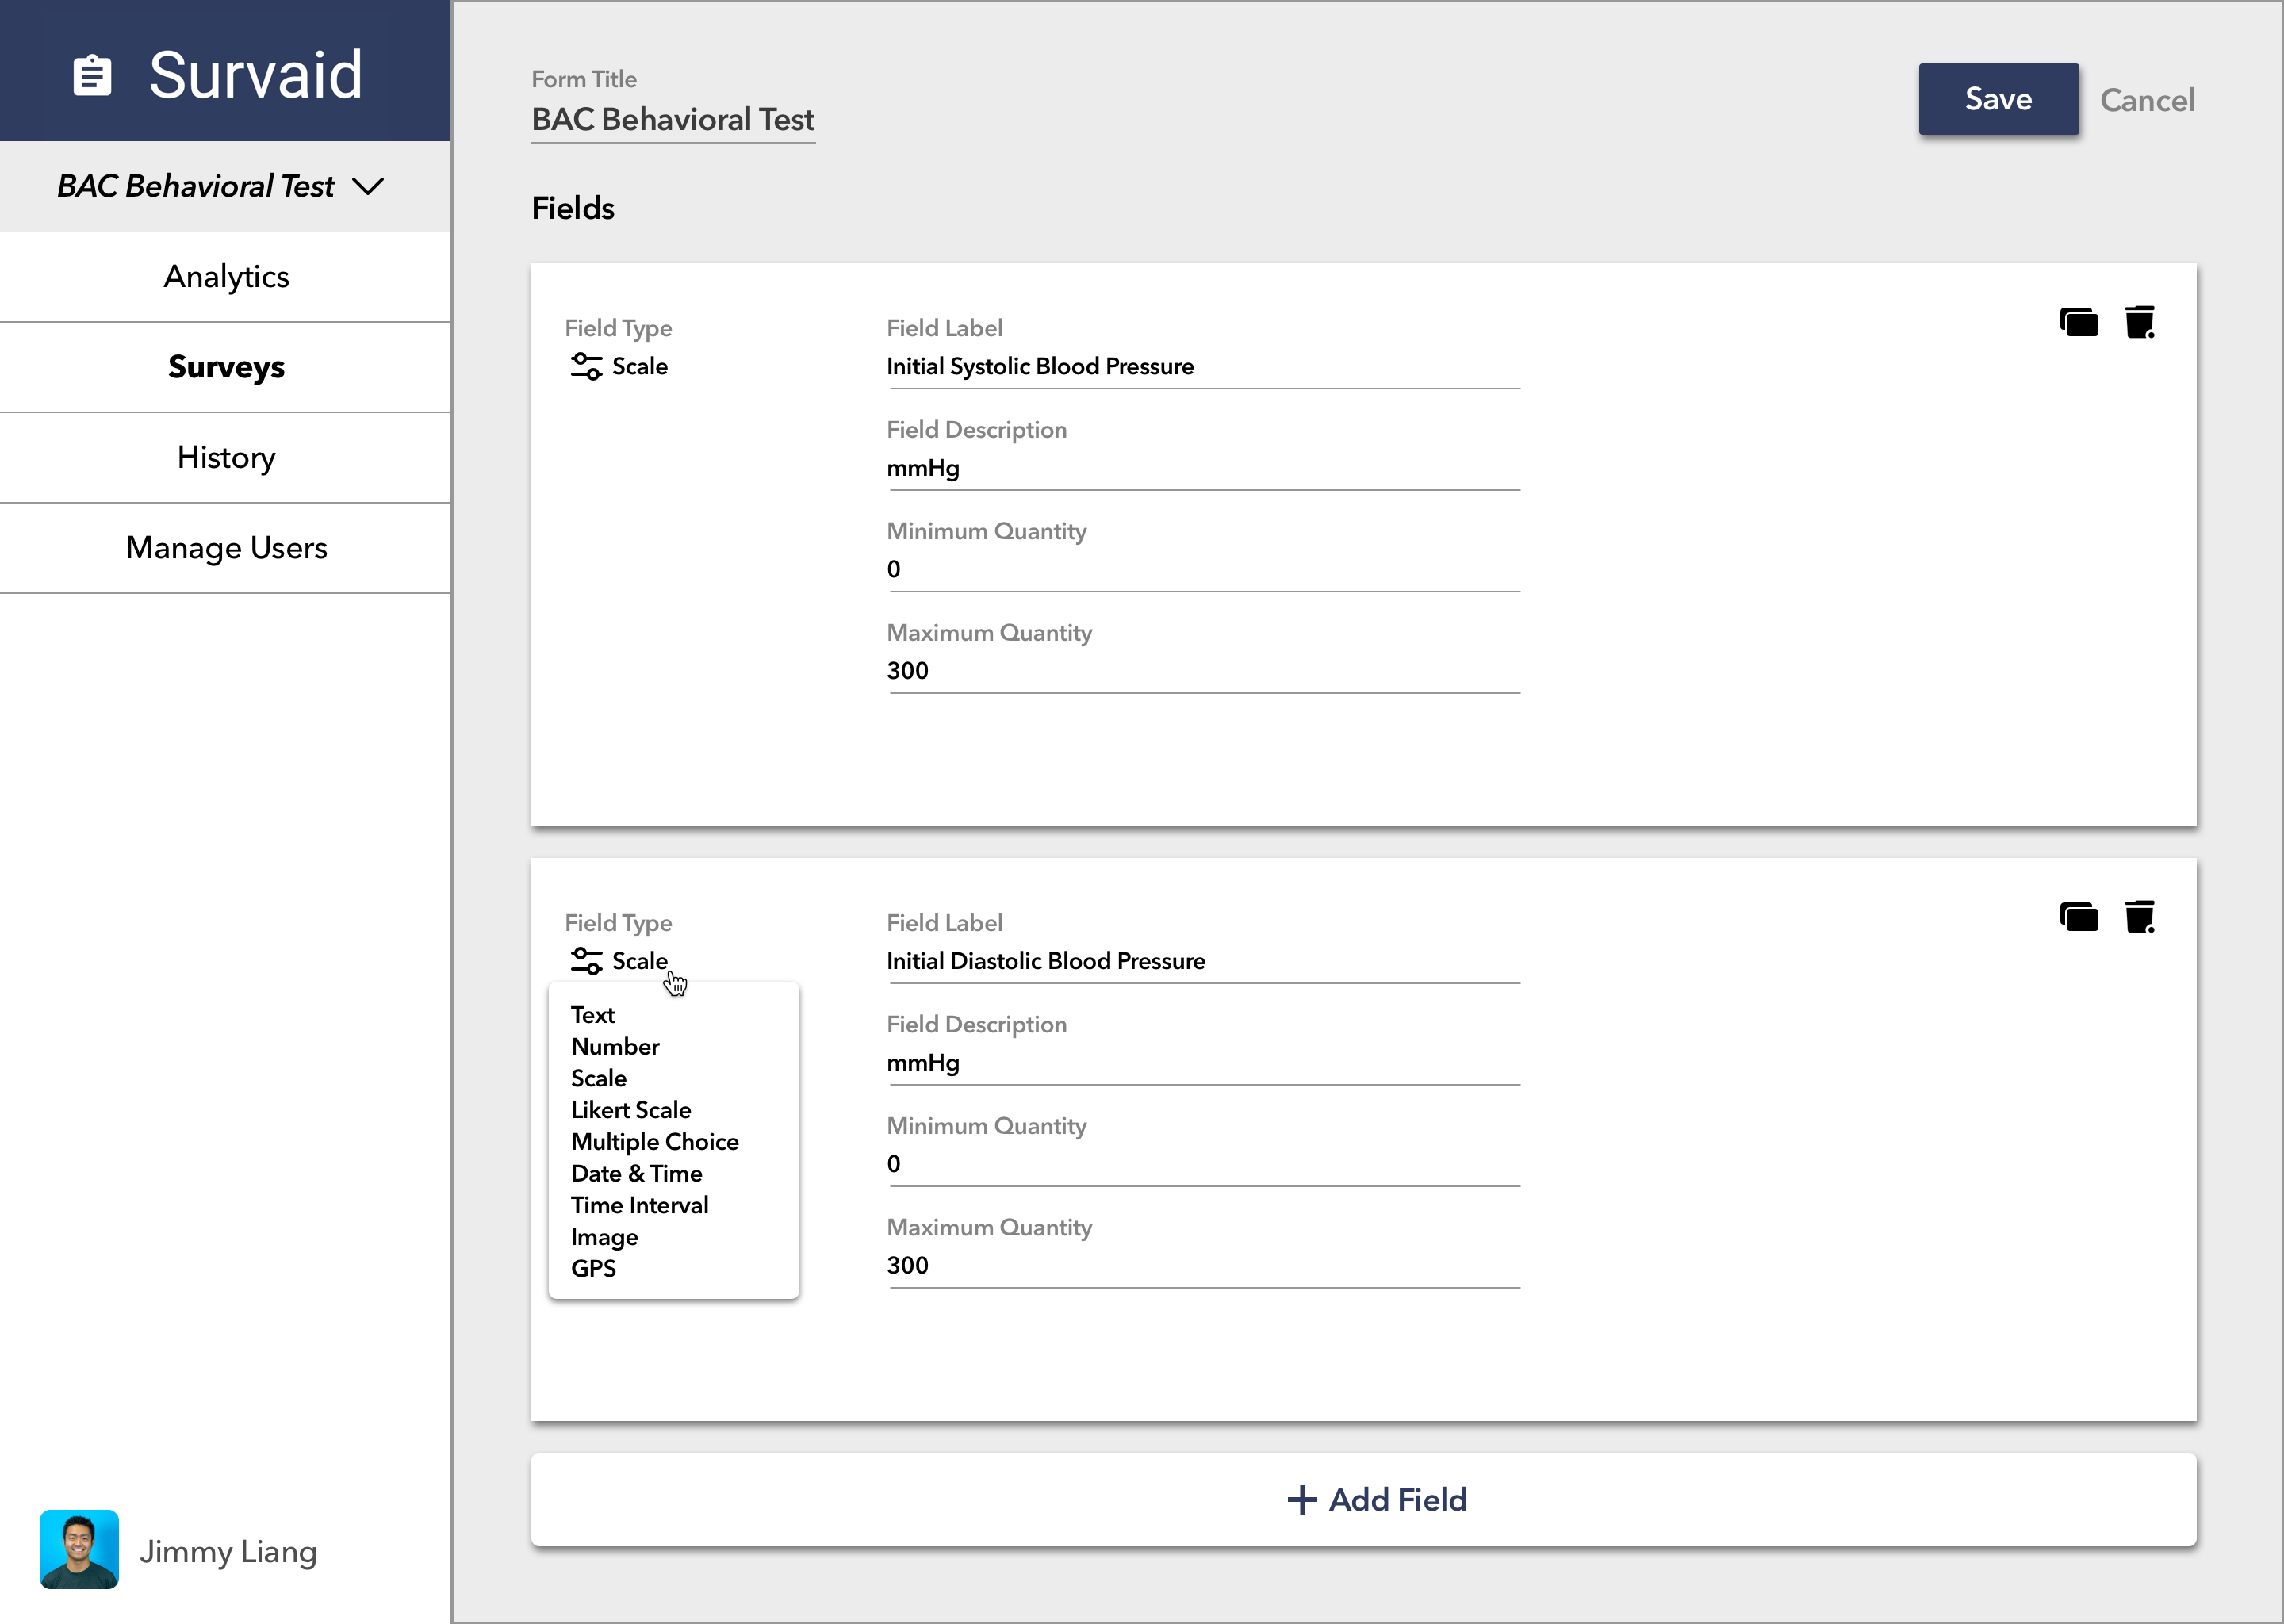 Survaid
BAC Behavioral Test
Analytics
Surveys
History
Manage Users
Jimmy Liang
Form Title
BAC Behavioral Test
Save
Cancel
Fields
Field Type
Scale
Field Label
Initial Systolic Blood Pressure
Field Description
mmHg
Minimum Quantity
0
Maximum Quantity
300
Field Type
Scale
Text
Number
Scale
Likert Scale
Multiple Choice
Date & Time
Time Interval
Image
GPS
Field Label
Initial Diastolic Blood Pressure
Field Description
mmHg
Minimum Quantity
0
Maximum Quantity
300
Add Field